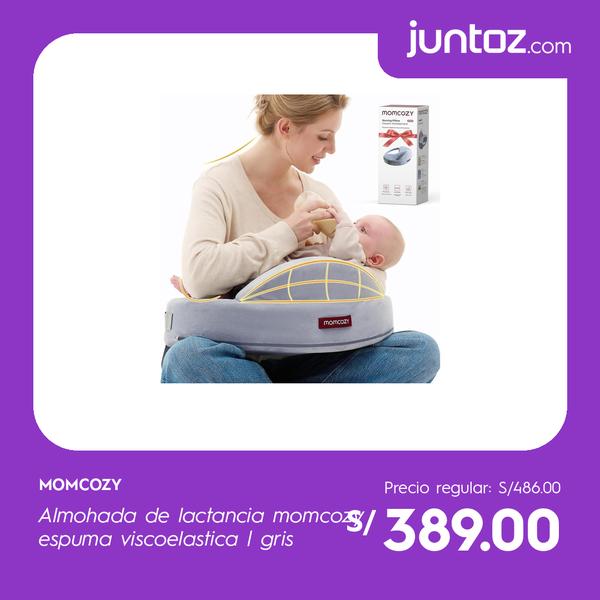 juntoz.com
momcozy
momcozy
MOMCOZY
Precio regular: S/486.00
Almohada de lactancia momcozy
espuma viscoelastica | gris
S/ 389.00